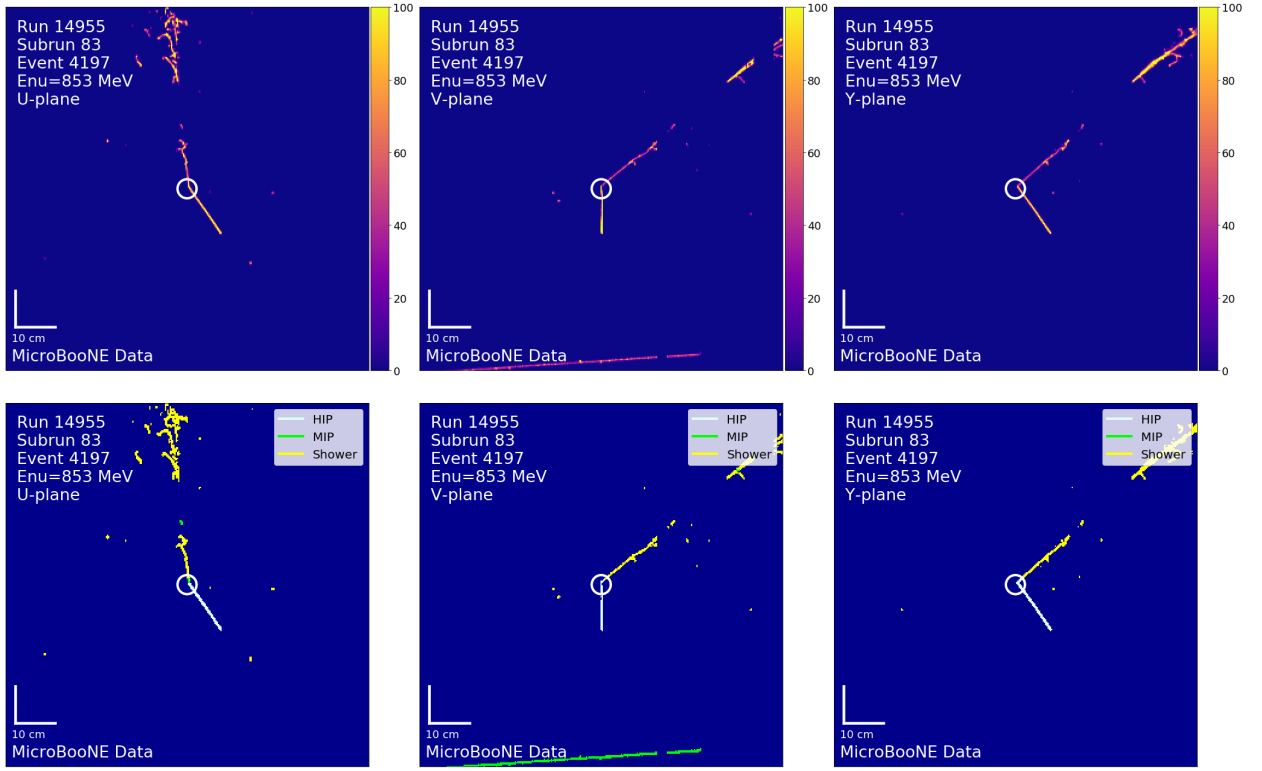 Run 14955
Subrun 83
Event 4197
Enu=853 MeV
U-plane
10 cm
MicroBooNE Data
100
80
60
40
20
0
Run 14955
Subrun 83
Event 4197
Enu=853 MeV
V-plane
10 cm
MicroBooNE Data
100
80
60
40
20
0
Run 14955
Subrun 83
Event 4197
Enu=853 MeV
Y-plane
10 cm
MicroBooNE Data
100
80
60
40
20
0
Run 14955
Subrun 83
Event 4197
Enu=853 MeV
U-plane
HIP
MIP
Shower
10 cm
MicroBooNE Data
Run 14955
Subrun 83
Event 4197
Enu=853 MeV
V-plane
HIP
MIP
Shower
10 cm
MicroBooNE Data
Run 14955
Subrun 83
Event 4197
Enu=853 MeV
Y-plane
HIP
MIP
Shower
10 cm
MicroBooNE Data